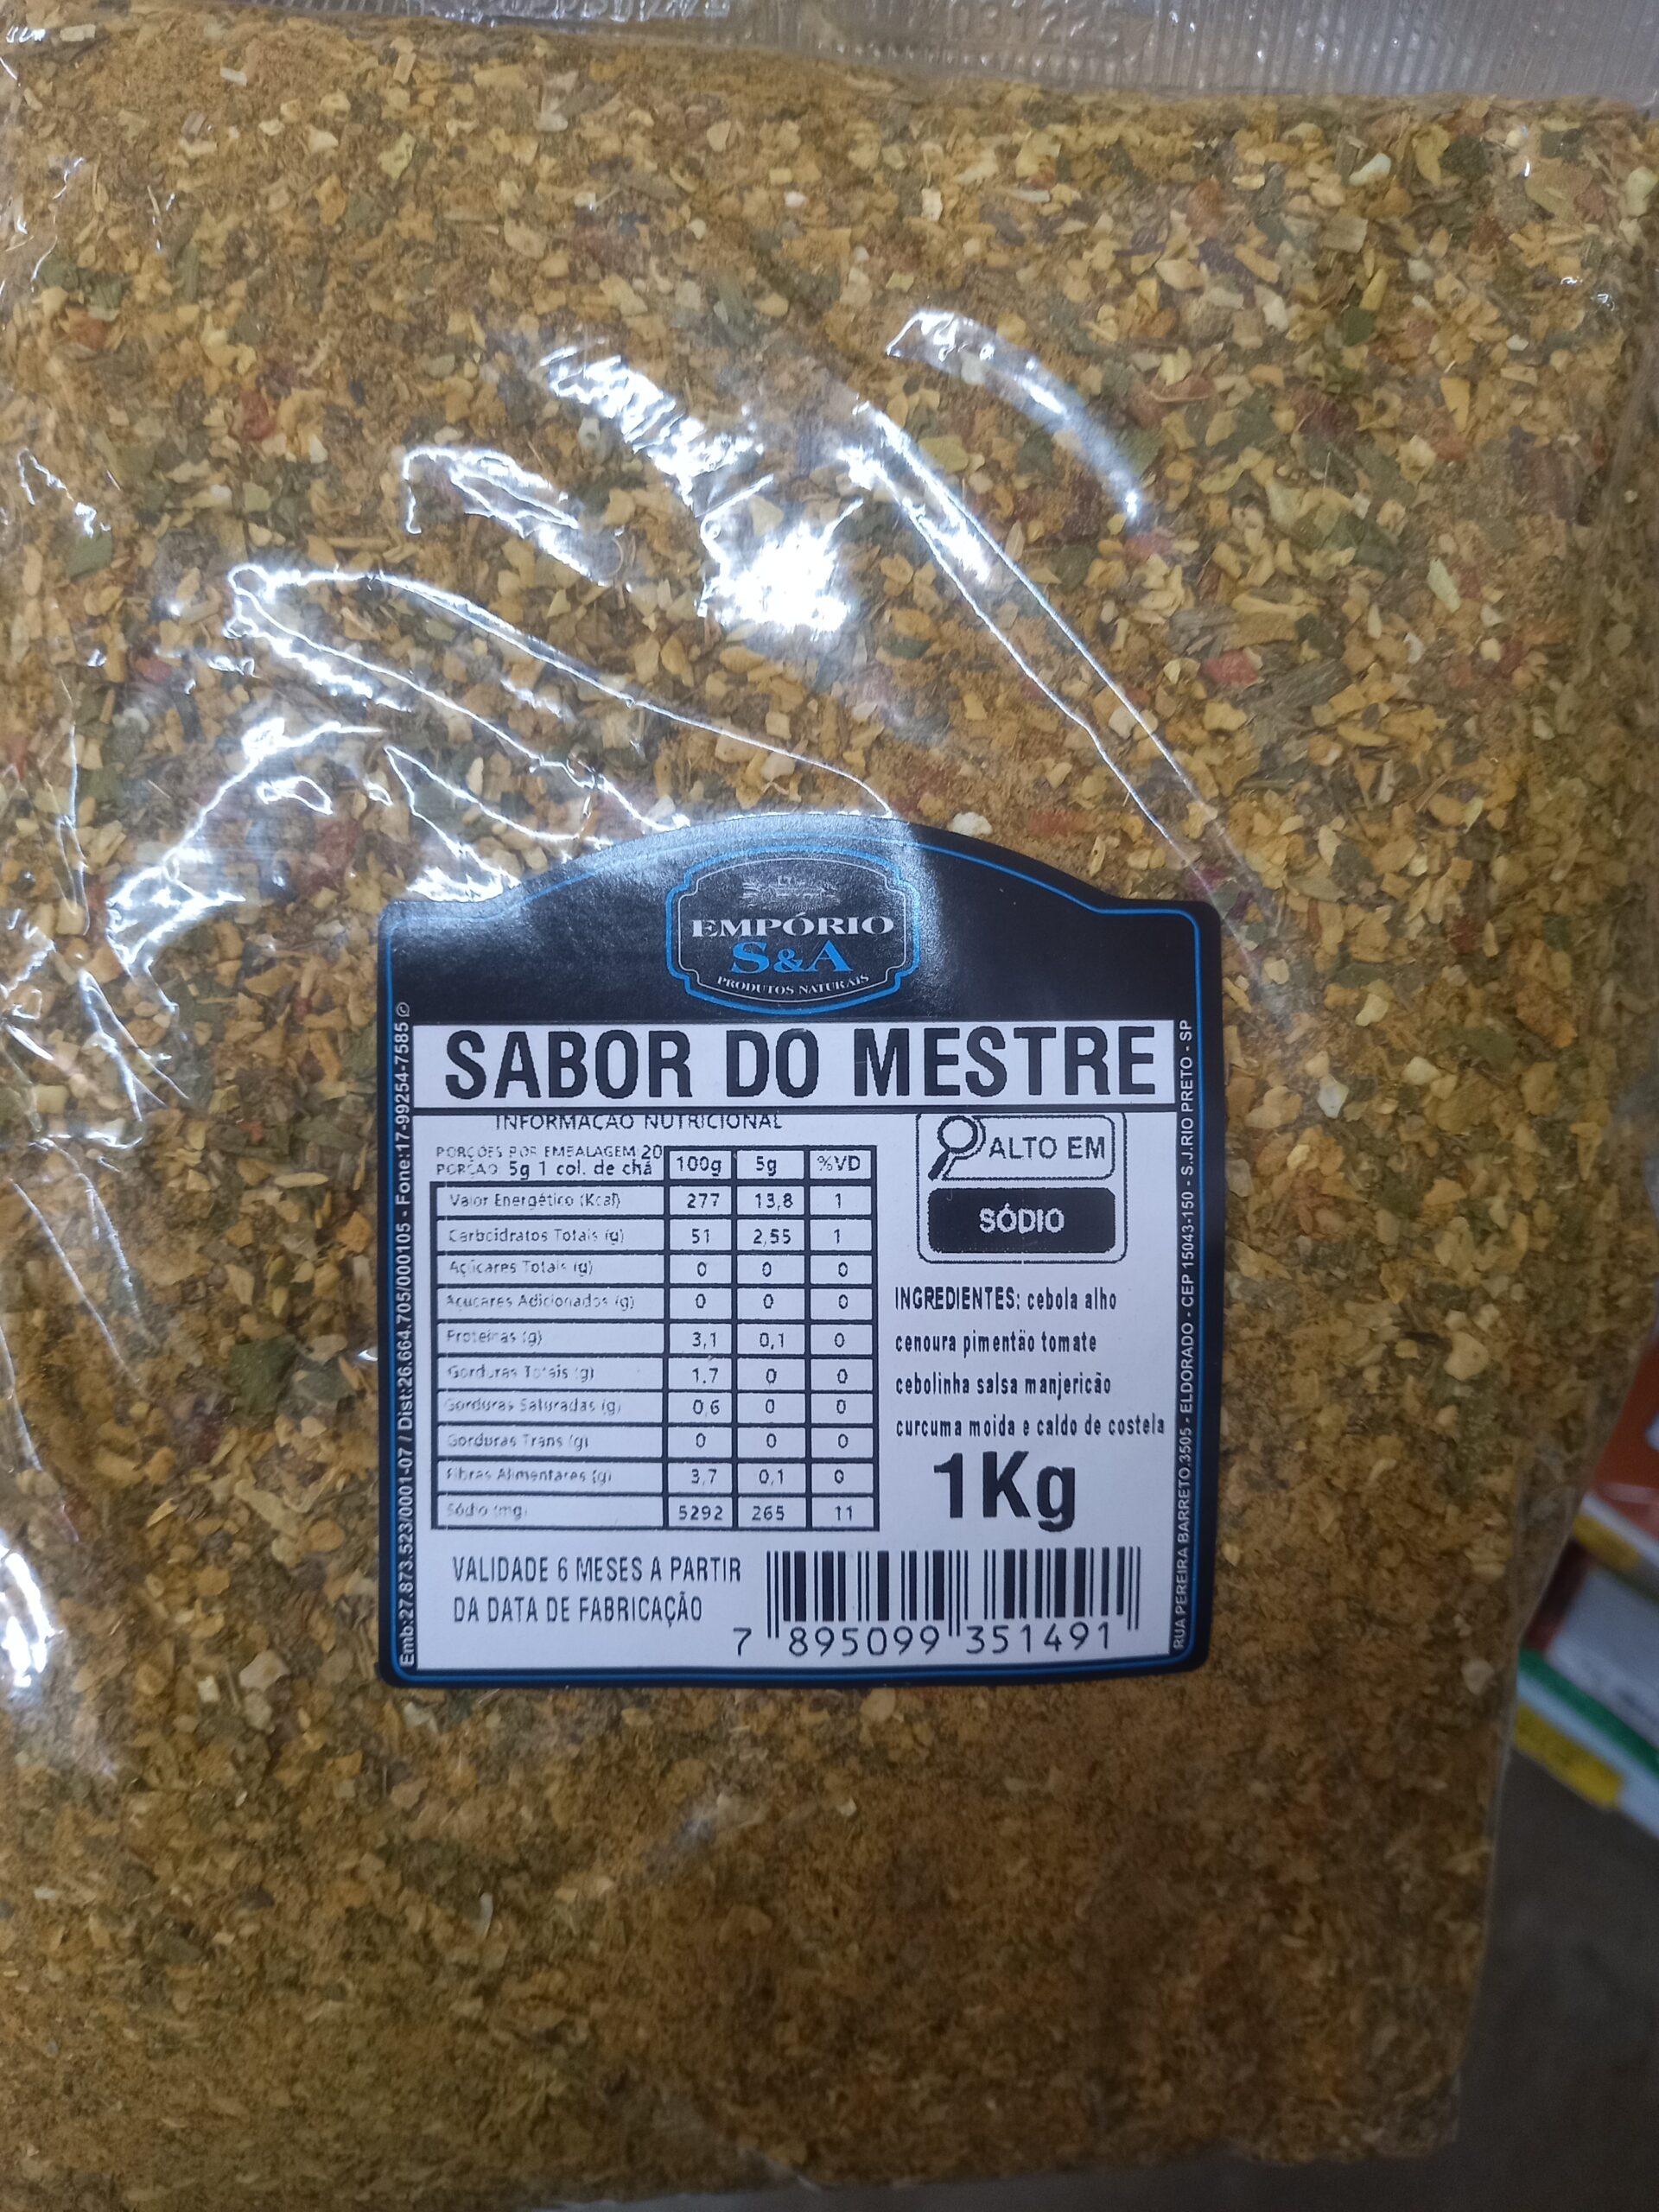 EMPÓRIO
S&A
PRODUTOS NATURAIS
SABOR DO MESTRE
INFORMAÇÃO NUTRICIONAL
PORÇÕES POR EMBALAGEM 20
PORÇAO 5g 1 col. de chá 100g 5g %VD
Valor Energético (Kcal) 277 13,8 1
Carboidratos Totais (g) 51 2,55 1
Açúcares Totais (g) 0 0 0
Açucares Adicionados (g) 0 0 0
Proteinas (g) 3,1 0,1 0
Gorduras Totais (g) 1.7 0 0
Gorduras Saturadas (g) 0,6 0 0
Gorduras Trans (g) 0 0 0
Fibras Alimentares (g) 3,7 0,1 0
Sódio (mg) 5292 265 11
ALTO EM
SÓDIO
INGREDIENTES: cebola alho
cenoura pimentão tomate
cebolinha salsa manjericão
curcuma moida e caldo de costela
1Kg
VALIDADE 6 MESES A PARTIR
DA DATA DE FABRICAÇÃO
7 895099 351491
Emb:27.873.523/0001-07 / Dist:26.664.705/000105 - Fone:17-99254-7585
RUA PEREIRA BARRETO,3505 - ELDORADO - CEP 15043-150 - S.J.RIO PRETO - SP